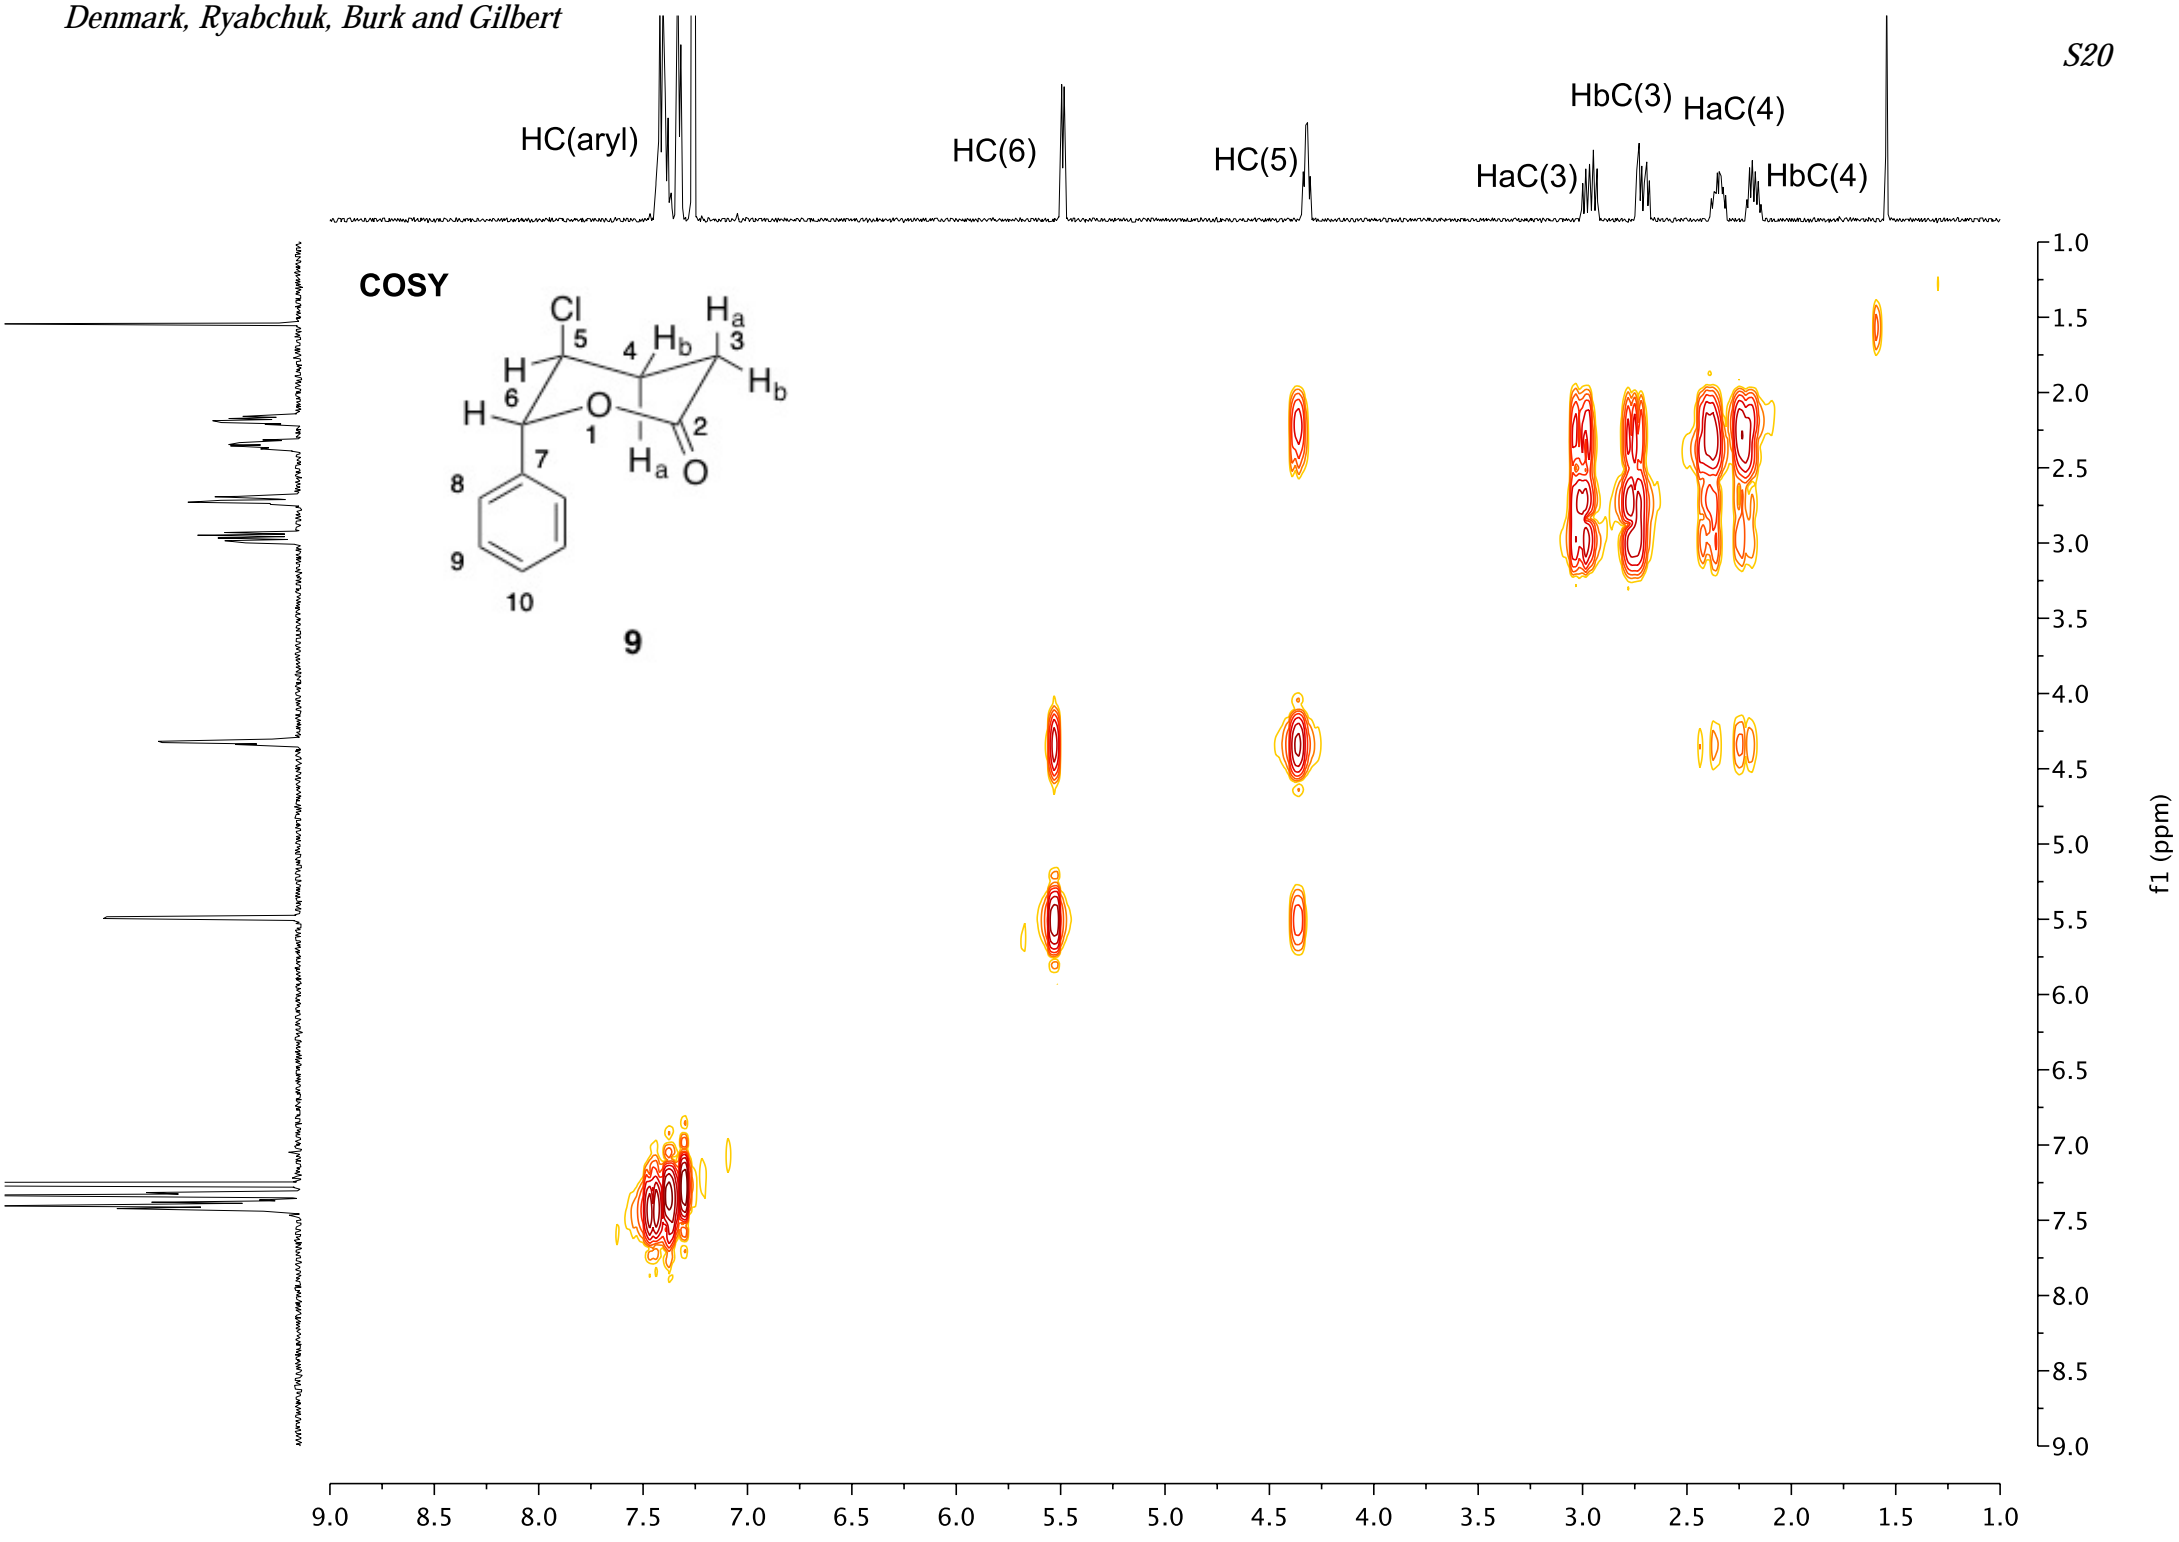 Denmark, Ryabchuk, Burk and Gilbert
S20
HbC(3)
HaC(4)
HC(aryl)
HC(6)
HC(5)
HaC(3)
HbC(4)
COSY
Cl
Ha
5
Hb
3
4
H
Hb
6
O
H
1
2
7
Ha
O
8
9
10
9
1.0
1.5
2.0
2.5
3.0
3.5
4.0
4.5
5.0
5.5
6.0
6.5
7.0
7.5
8.0
8.5
9.0
f1 (ppm)
9.0 8.5 8.0 7.5 7.0 6.5 6.0 5.5 5.0 4.5 4.0 3.5 3.0 2.5 2.0 1.5 1.0